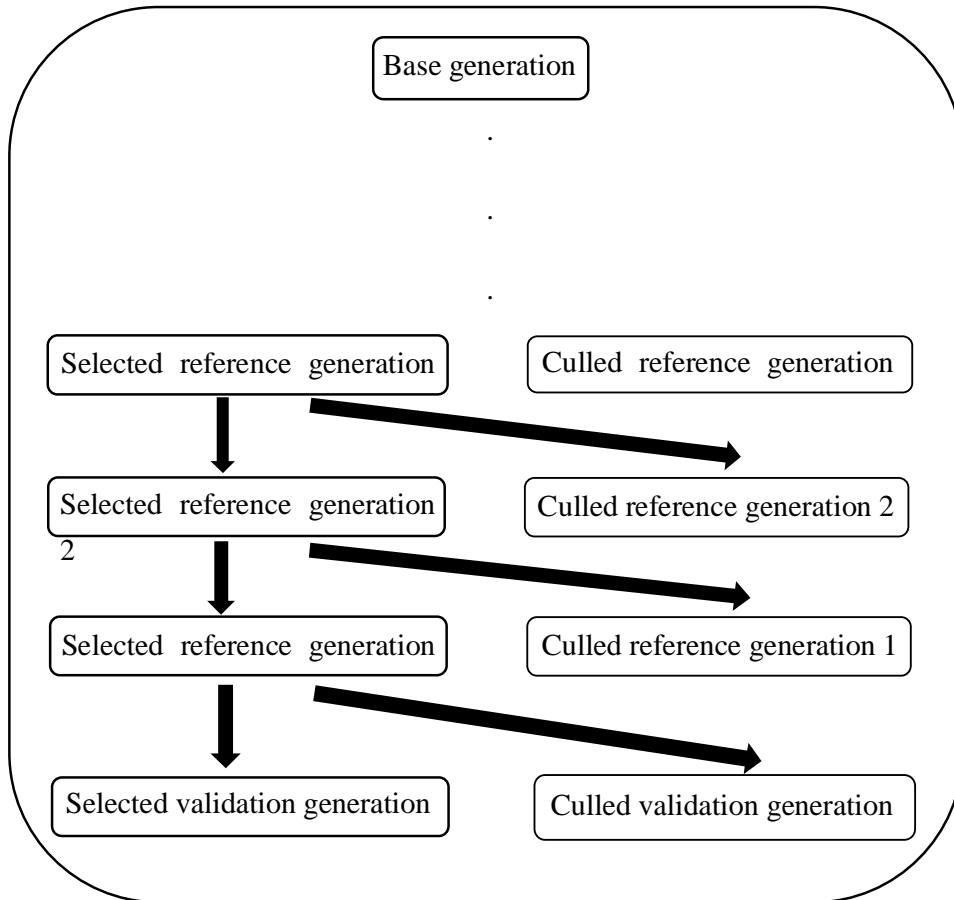 Base generation
.
.
.
Selected reference generation
Culled reference generation
Selected reference generation
2
Culled reference generation 2
Selected reference generation
Culled reference generation 1
Selected validation generation
Culled validation generation